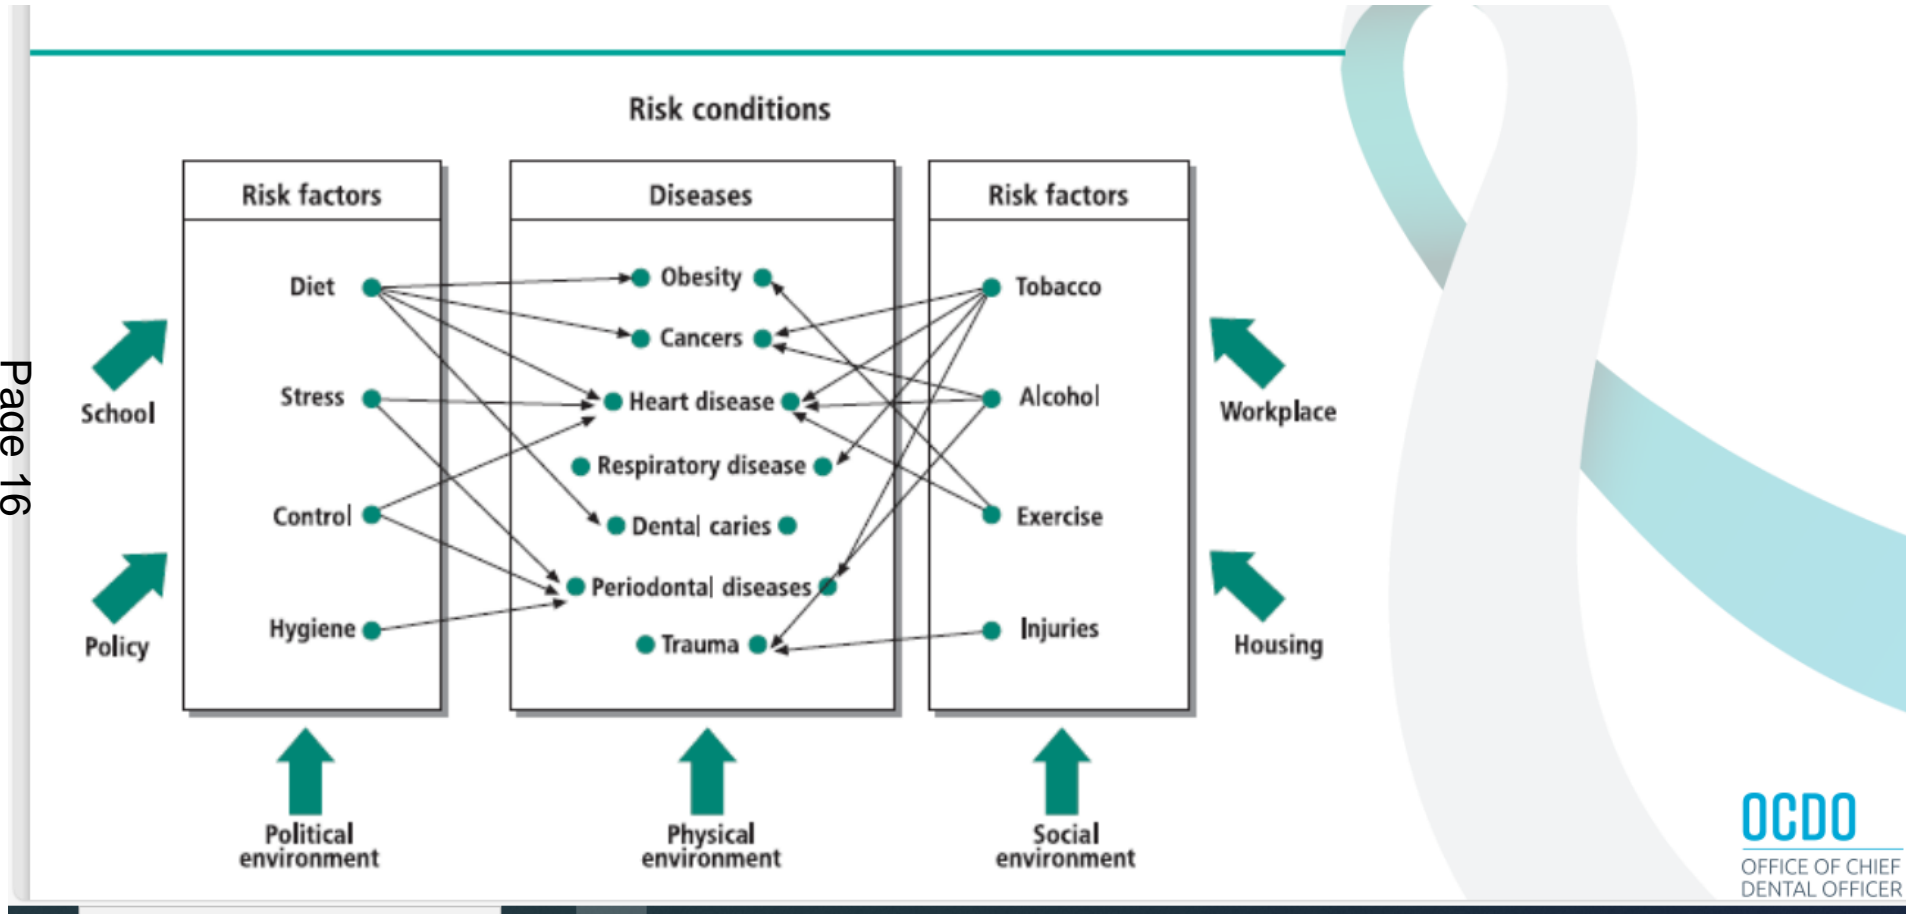 Risk conditions
Risk factors
Diseases
Risk factors
Diet
Stress
Control
Hygiene
Obesity
Cancers
Heart disease
Respiratory disease
Dental caries
Periodontal diseases
Trauma
Tobacco
Alcohol
Exercise
Injuries
School
Policy
Workplace
Housing
Political
environment
Physical
environment
Social
environment
Page 16
OCDO
OFFICE OF CHIEF
DENTAL OFFICER